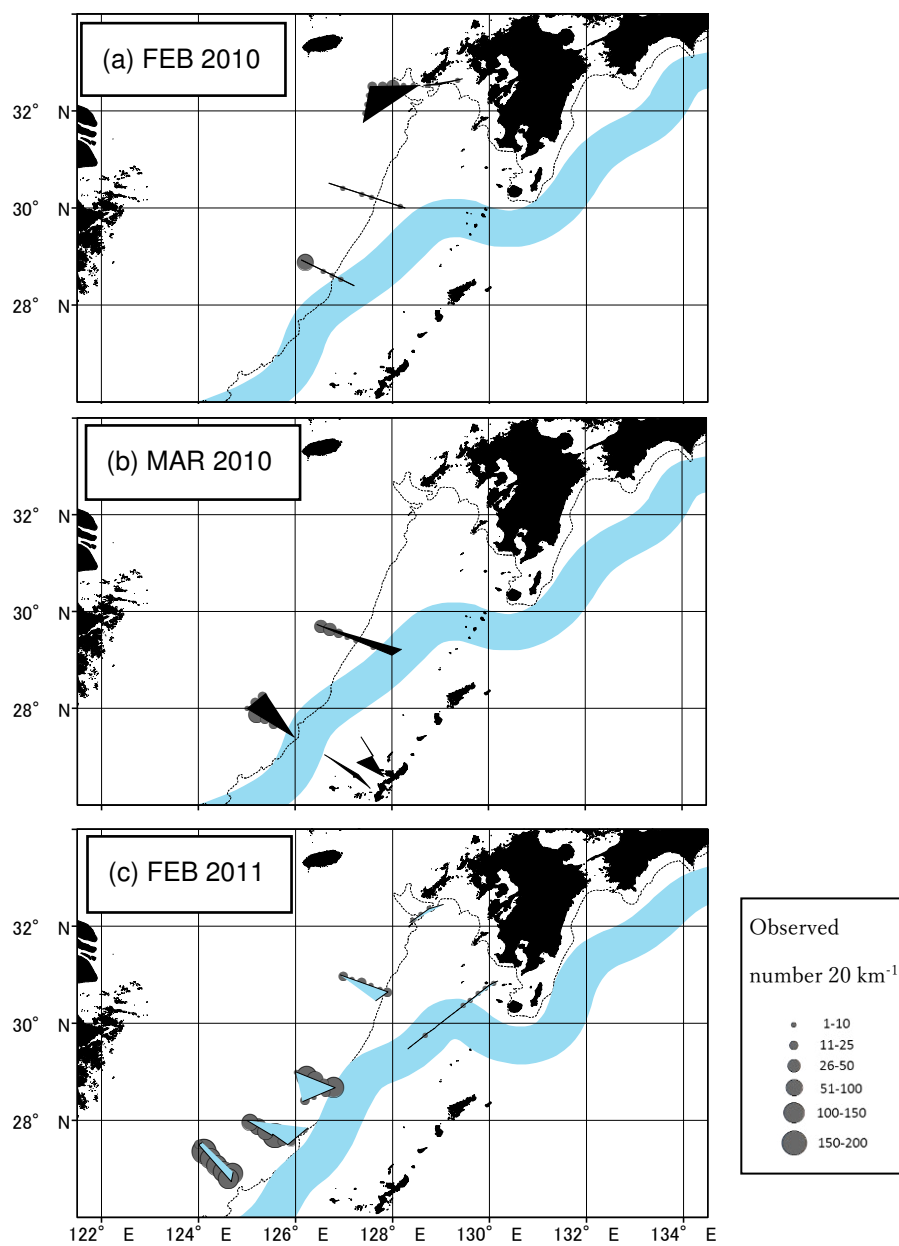 (a) FEB 2010
32° N
30° N
28° N
(b) MAR 2010
32° N
30° N
28° N
(c) FEB 2011
32° N
30° N
28° N
122° E 124° E 126° E 128° E 130° E 132° E 134° E
Observed
number 20 km-1
1-10
11-25
26-50
51-100
100-150
150-200